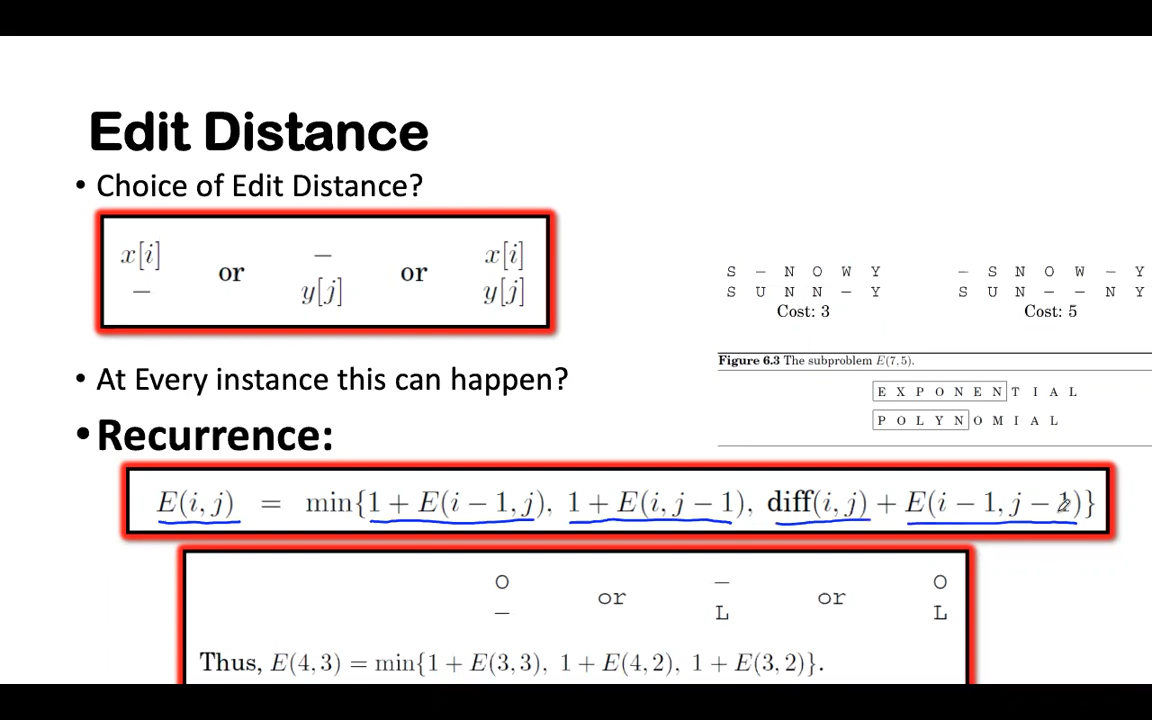 Edit Distance
• Choice of Edit Distance?
x[i] or – or x[i]
– y[j] y[j]
S – N O W Y
S U N N – Y
Cost: 3
– S N O W – Y
S U N – – N Y
Cost: 5
• At Every instance this can happen?
Figure 6.3 The subproblem E(7, 5).
E X P O N E N T I A L
P O L Y N O M I A L
• Recurrence:
E(i, j) = min{1 + E(i − 1, j), 1 + E(i, j − 1), diff(i, j) + E(i − 1, j − 1)}
O or – or O
– L L
Thus, E(4, 3) = min{1 + E(3, 3), 1 + E(4, 2), 1 + E(3, 2)}.